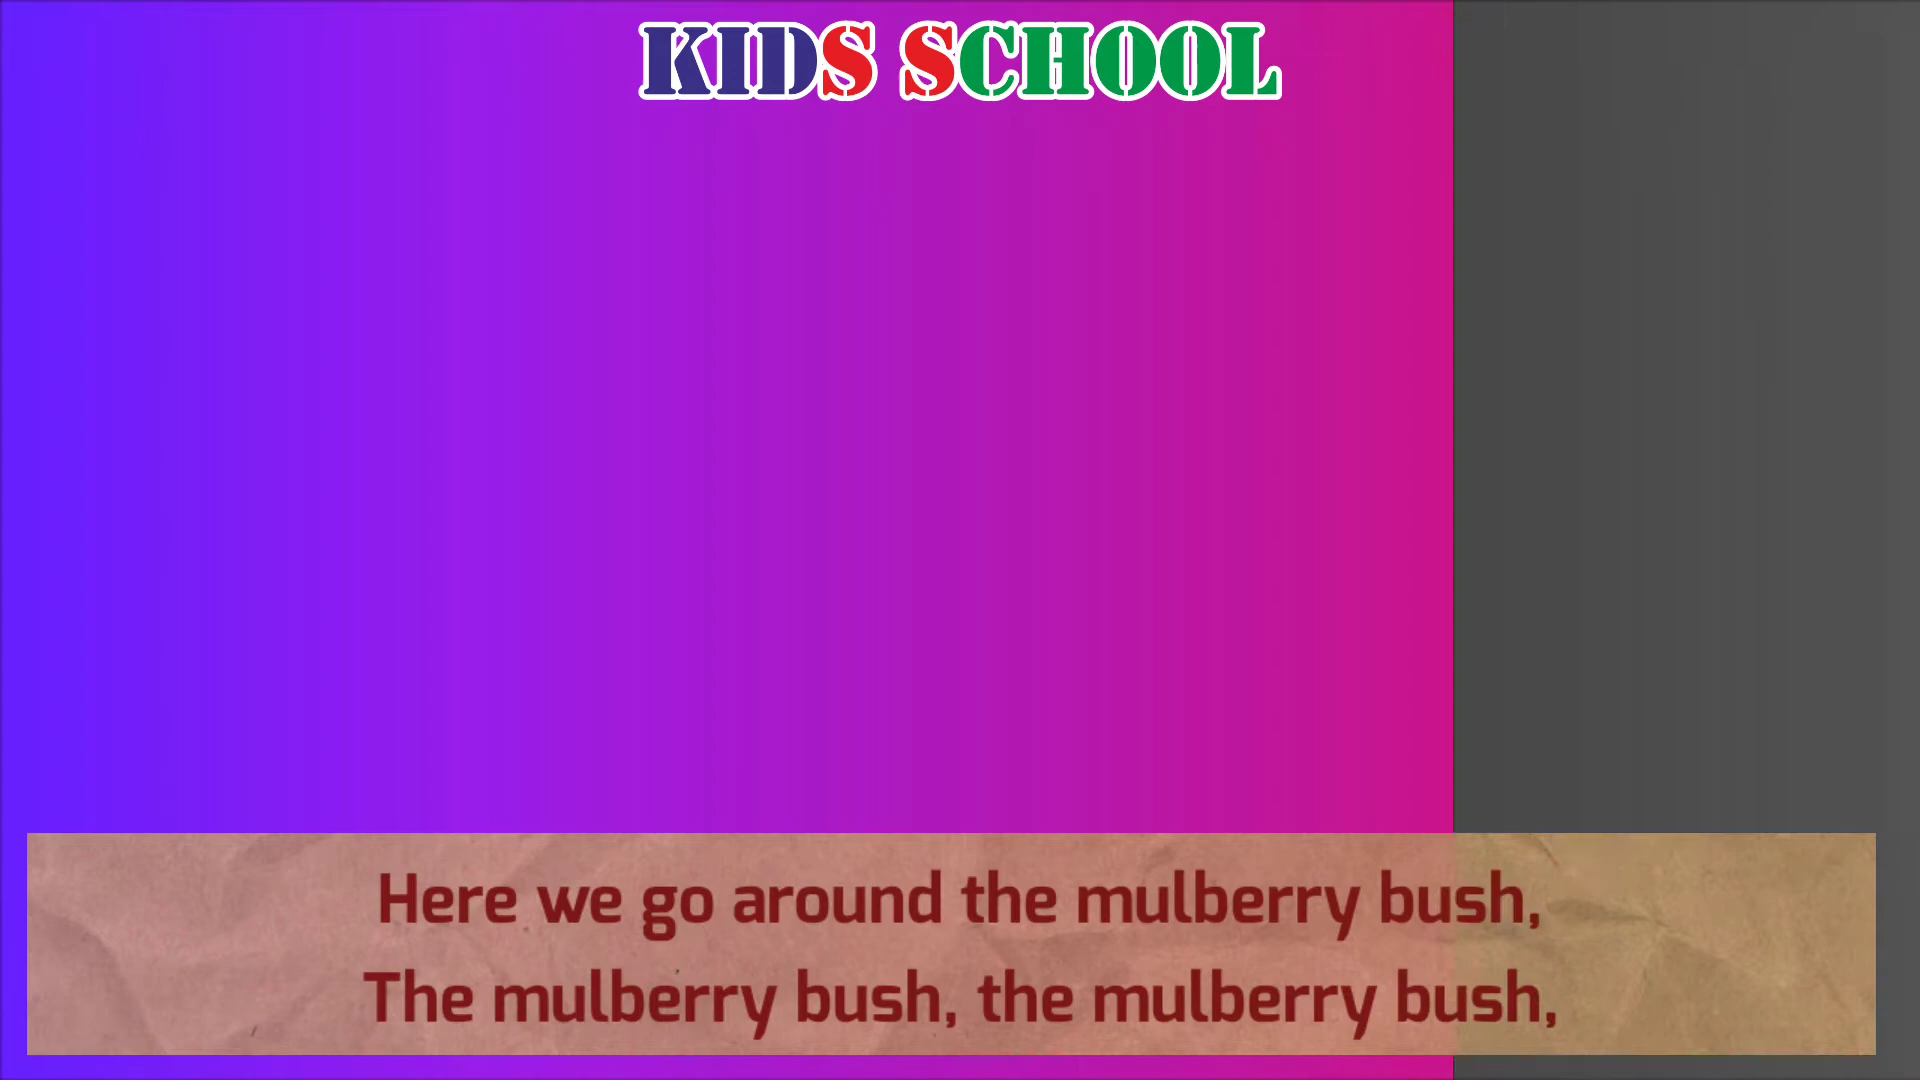 KIDS SCHOOL
Here we go around the mulberry bush,
The mulberry bush, the mulberry bush,